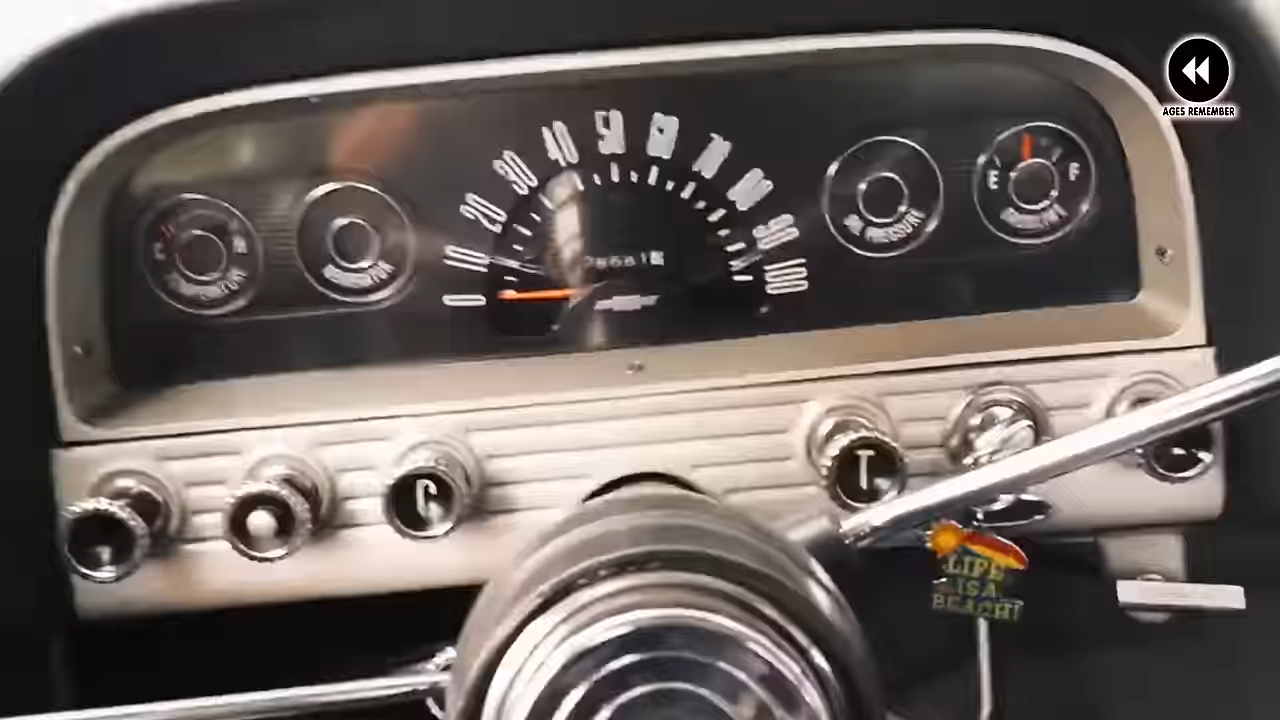 AGES REMEMBER
0
10
20
30
40
50
60
70
80
90
100
OIL PRESSURE
E
F
C
T
LIFE
IS A
BEACH!